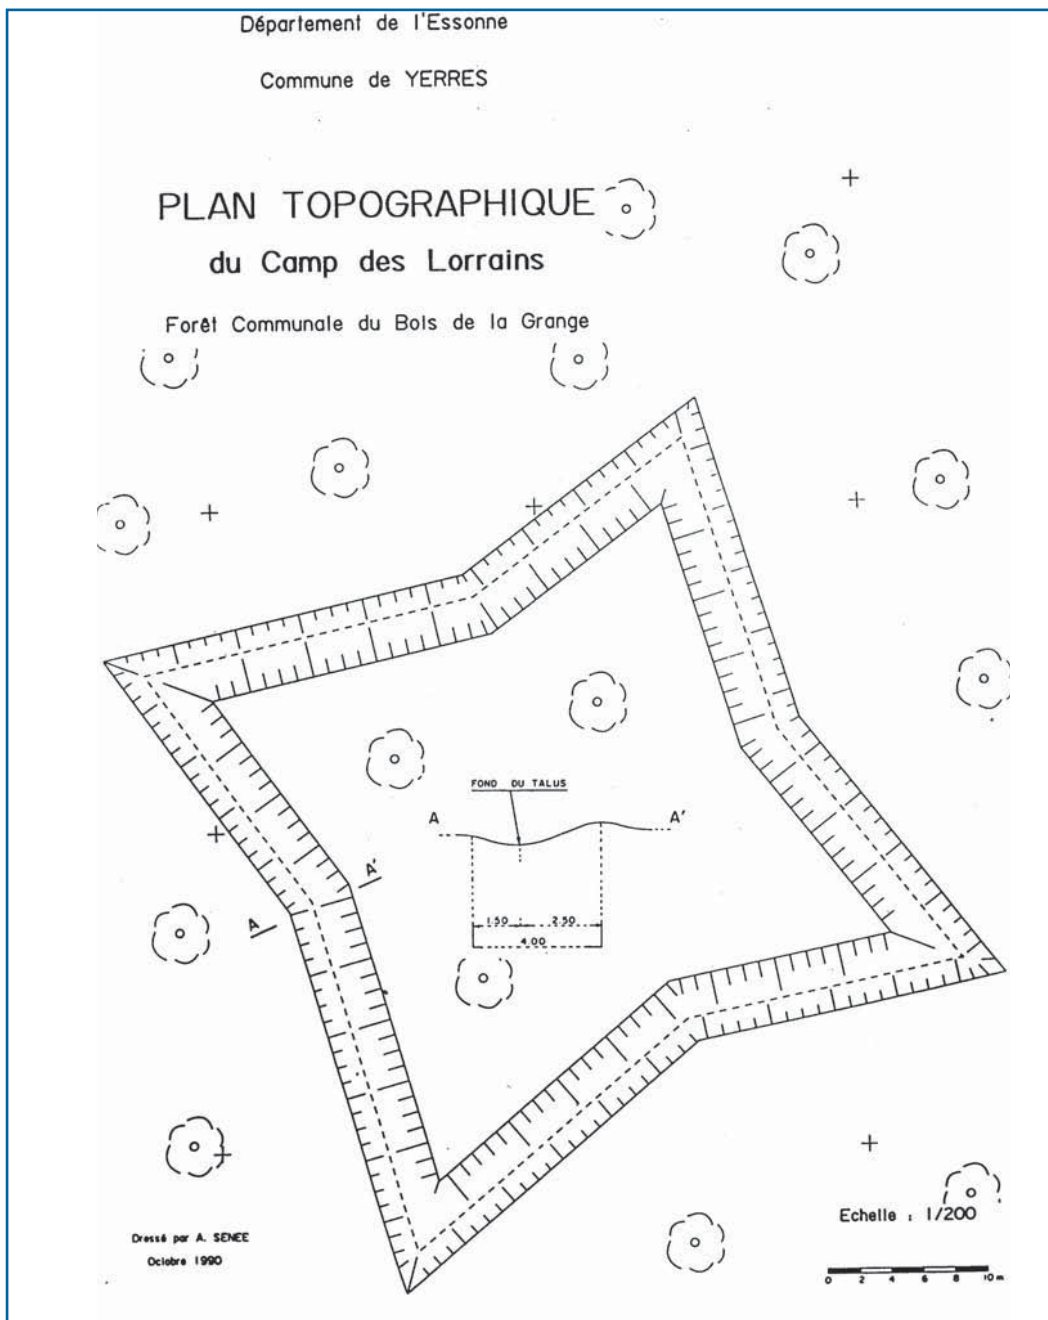 Département de l'Essonne
Commune de YERRES
PLAN TOPOGRAPHIQUE
du Camp des Lorrains
Forêt Communale du Bois de la Grange
FOND DU TALUS
A A'
A'
A
1.50 2.50
4.00
Echelle : 1/200
Dressé par A. SENEE
Octobre 1990
0 2 4 6 8 10 m